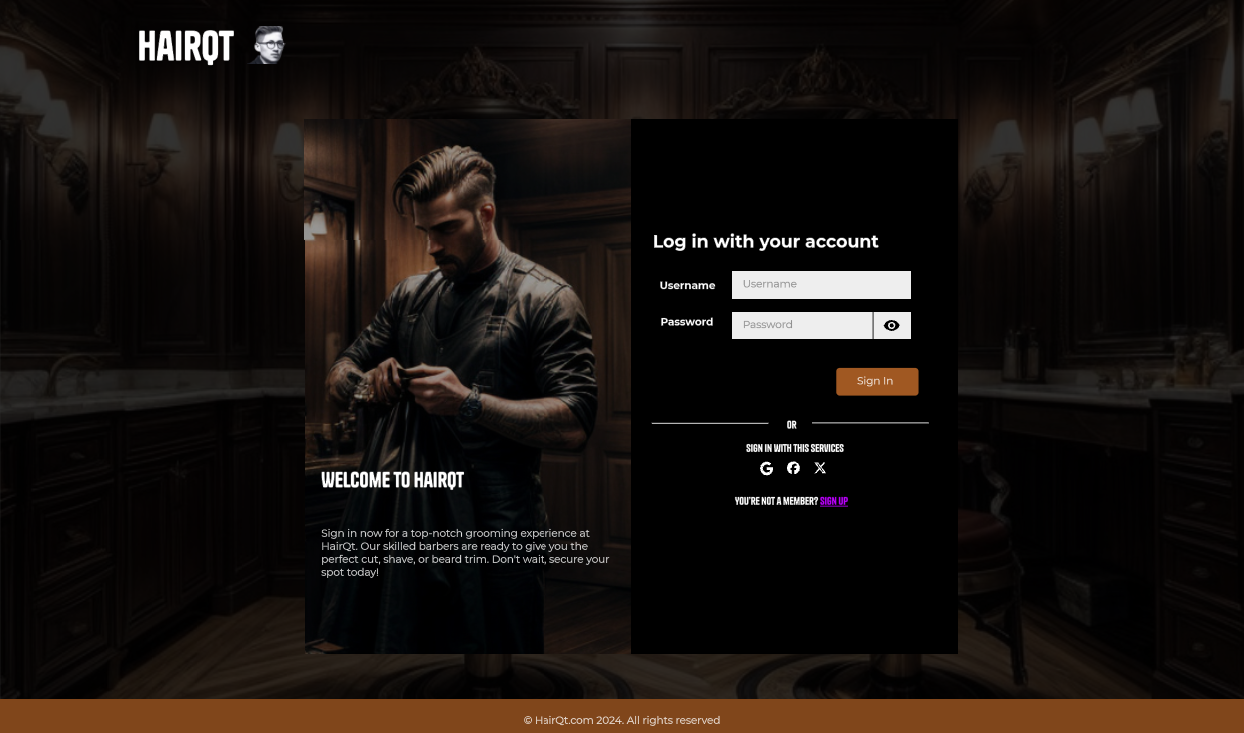 HAIRQT
Log in with your account
Username
Username
Password
Password
Sign In
OR
SIGN IN WITH THIS SERVICES
G
X
YOU'RE NOT A MEMBER? SIGN UP
WELCOME TO HAIRQT
Sign in now for a top-notch grooming experience at
HairQt. Our skilled barbers are ready to give you the
perfect cut, shave, or beard trim. Don't wait, secure your
spot today!
© HairQt.com 2024. All rights reserved